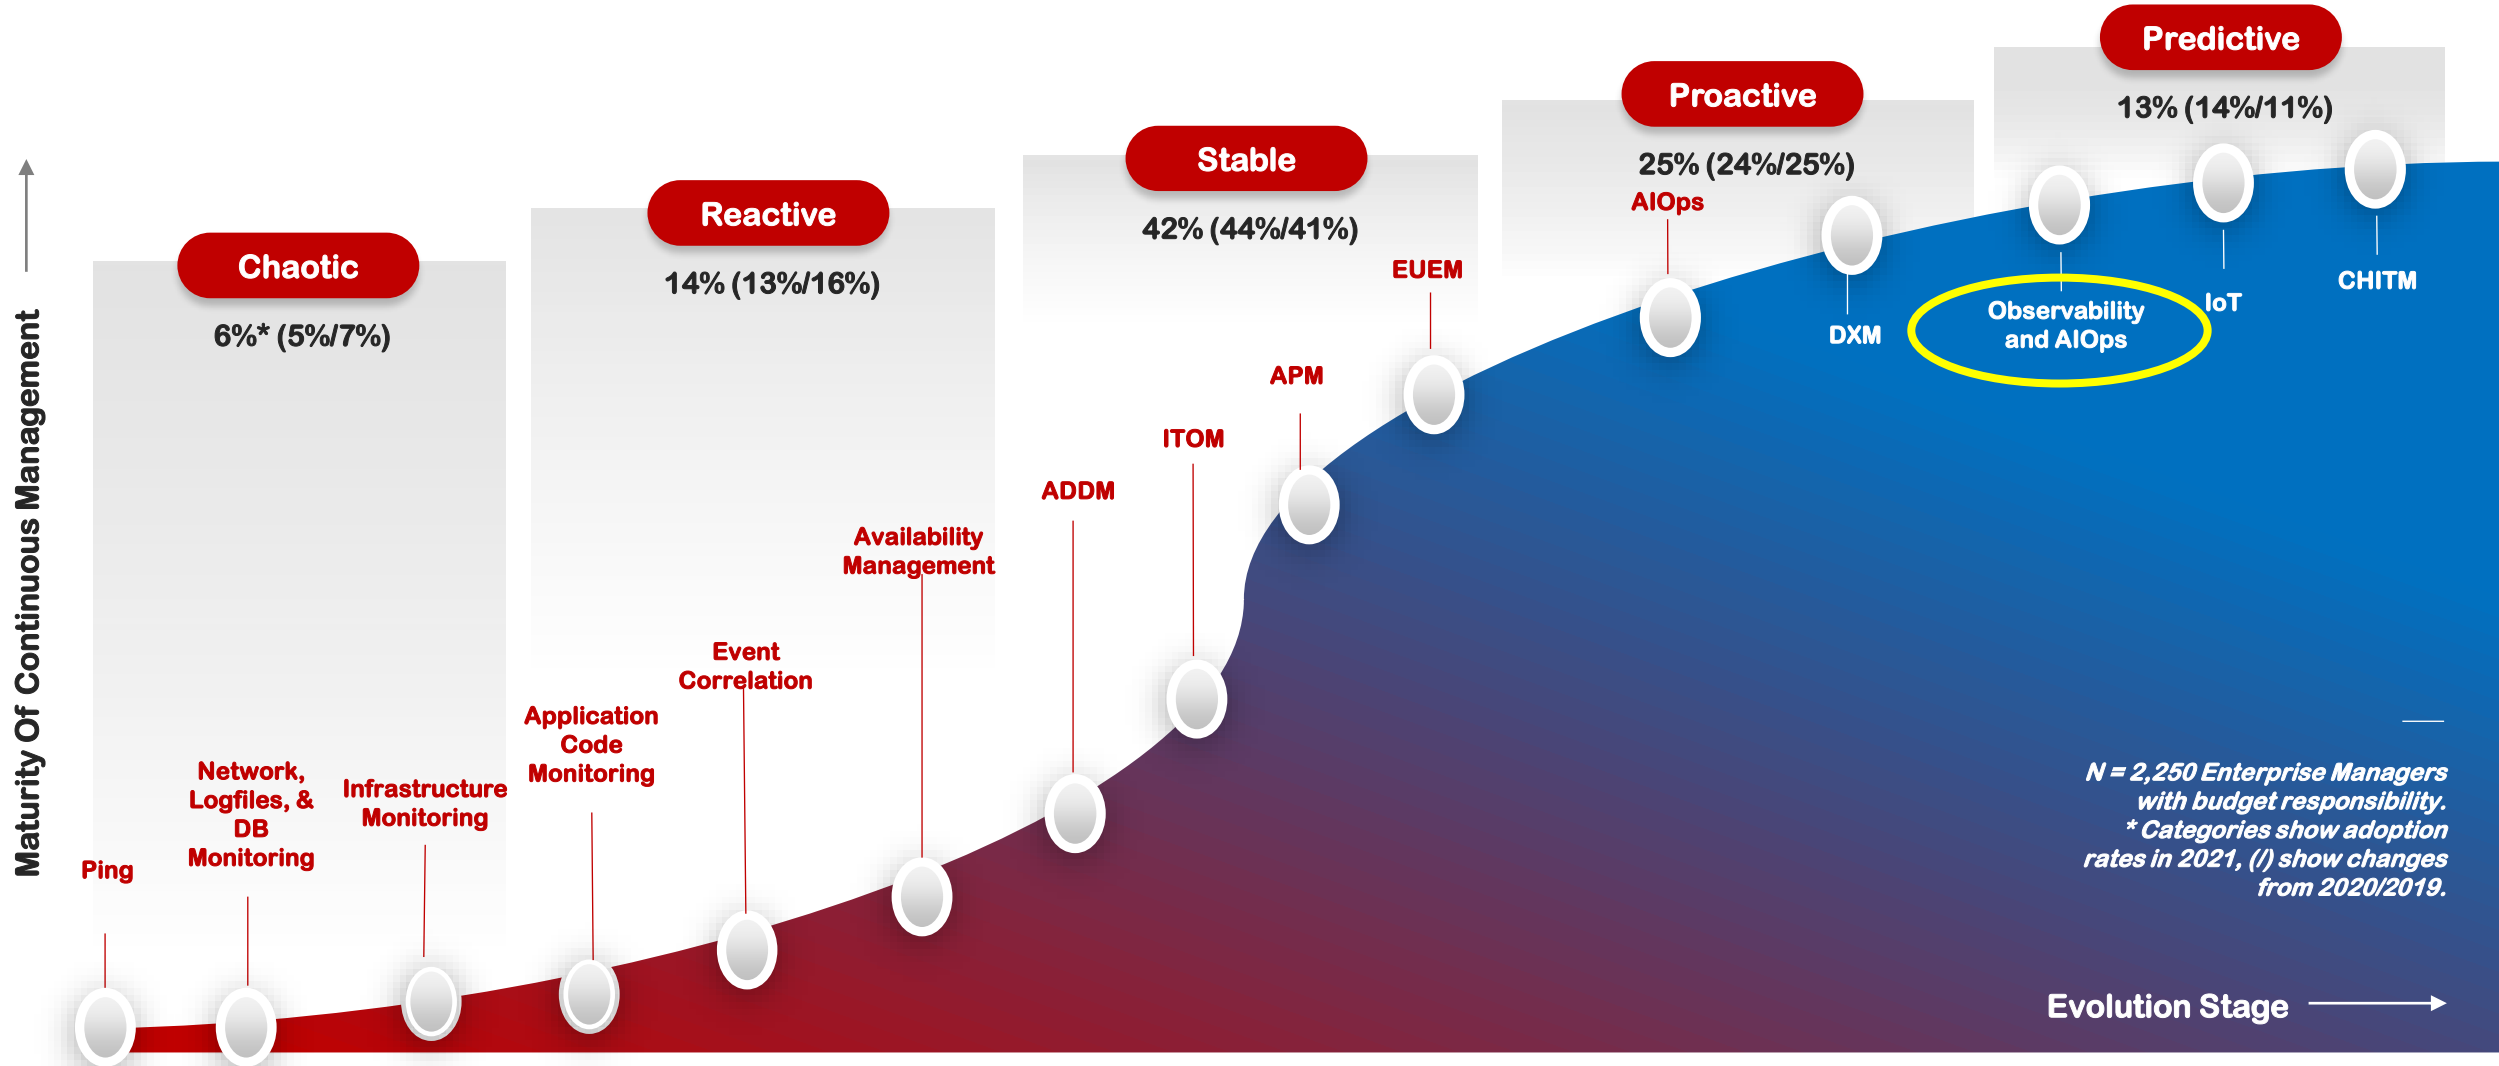 Predictive
13% (14%/11%)
Proactive
25% (24%/25%)
Stable
42% (44%/41%)
Reactive
14% (13%/16%)
Chaotic
6%* (5%/7%)
Maturity Of Continuous Management
Ping
Network,
Logfiles, &
DB
Monitoring
Infrastructure
Monitoring
Application
Code
Monitoring
Event
Correlation
Availability
Management
ADDM
ITOM
APM
EUEM
AIOps
DXM
Observability
and AIOps
IoT
CHITM
N = 2,250 Enterprise Managers
with budget responsibility.
* Categories show adoption
rates in 2021, (/) show changes
from 2020/2019.
Evolution Stage